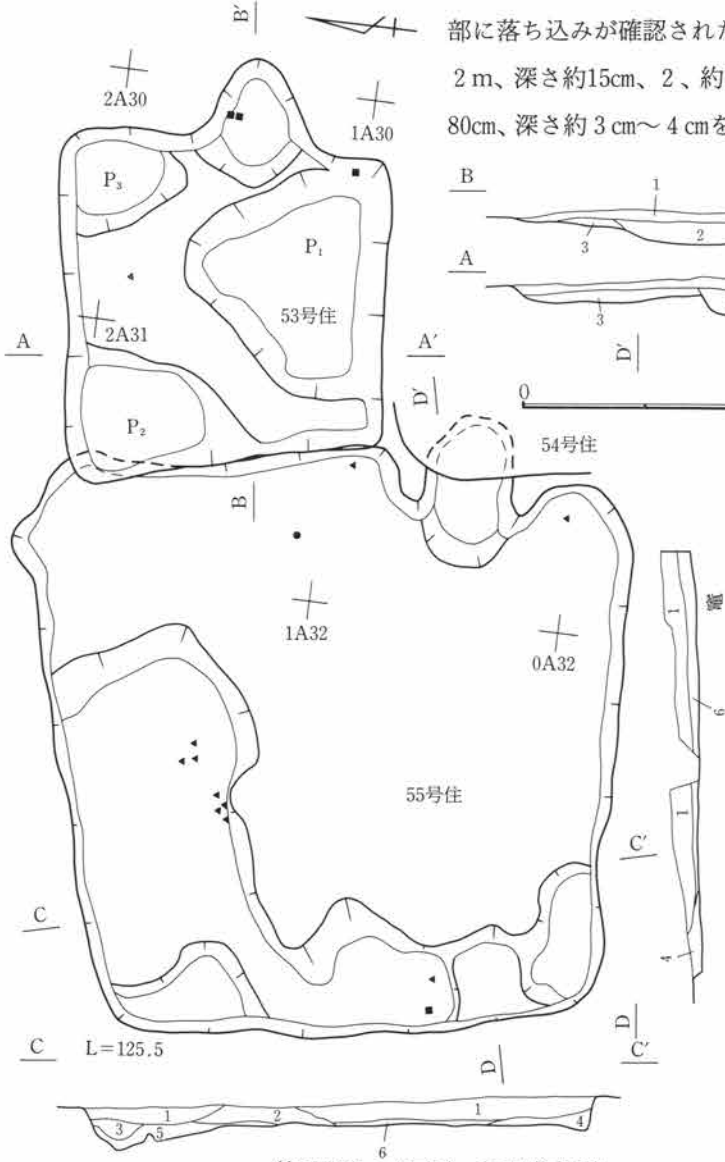 部に落ち込みが確認された
2m、深さ約15cm、2、約
80cm、深さ約3cm〜4cmを
B′
2A30
1A30
P₃
P₁
53号住
2A31
A
A′
P₂
B
D′
54号住
1A32
0A32
55号住
C
C′
D
B
1
3
2
A
3
D′
0
1
6
1
4
D
C
L=125.5
C′
3
1
5
2
6
1
4